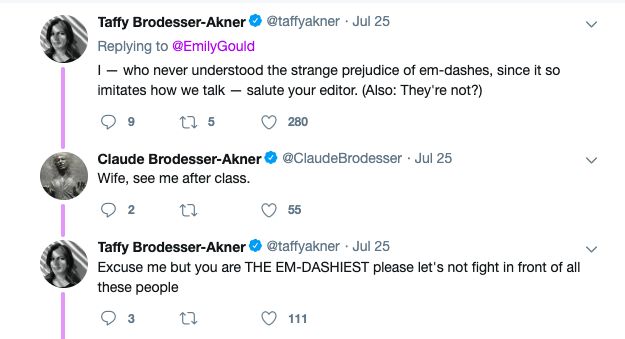 Taffy Brodesser-Akner @taffyakner · Jul 25
Replying to @EmilyGould
I — who never understood the strange prejudice of em-dashes, since it so
imitates how we talk — salute your editor. (Also: They're not?)
9 5 280
Claude Brodesser-Akner @ClaudeBrodesser · Jul 25
Wife, see me after class.
2 55
Taffy Brodesser-Akner @taffyakner · Jul 25
Excuse me but you are THE EM-DASHIEST please let's not fight in front of all
these people
3 111